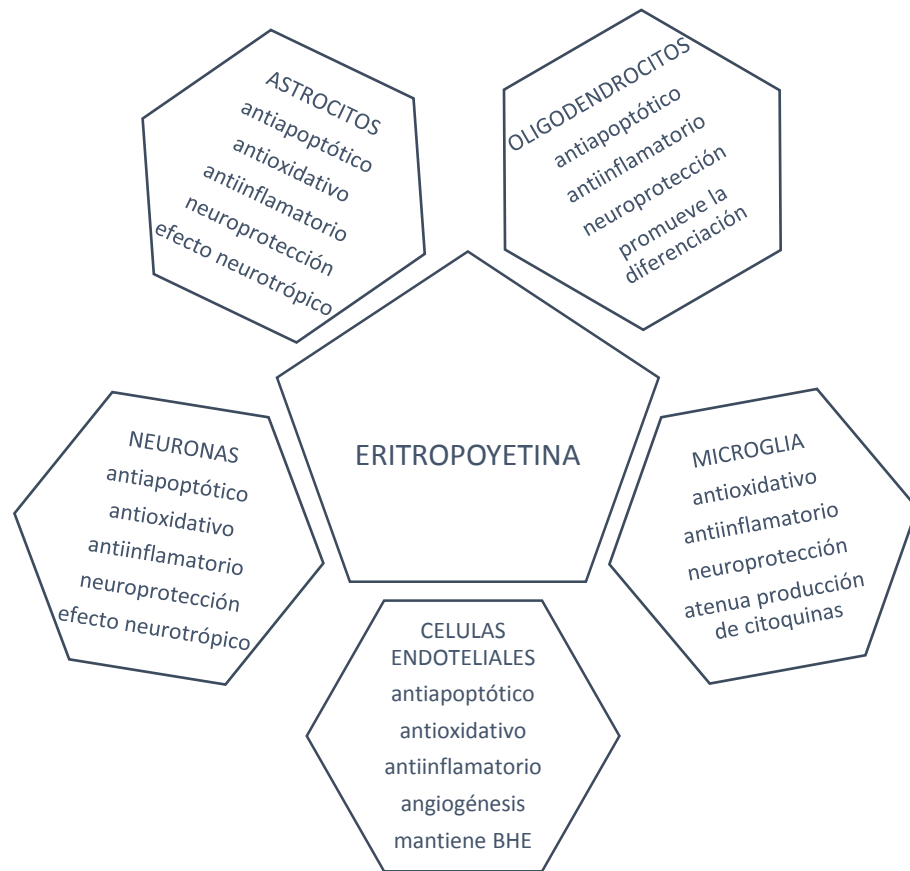 ASTROCITOS
antiapoptótico
antioxidativo
antiinflamatorio
neuroprotección
efecto neurotrópico
OLIGODENDROCITOS
antiapoptótico
antiinflamatorio
neuroprotección
promueve la
diferenciación
ERITROPOYETINA
NEURONAS
antiapoptótico
antioxidativo
antiinflamatorio
neuroprotección
efecto neurotrópico
MICROGLIA
antioxidativo
antiinflamatorio
neuroprotección
atenua producción
de citoquinas
CELULAS
ENDOTELIALES
antiapoptótico
antioxidativo
antiinflamatorio
angiogénesis
mantiene BHE